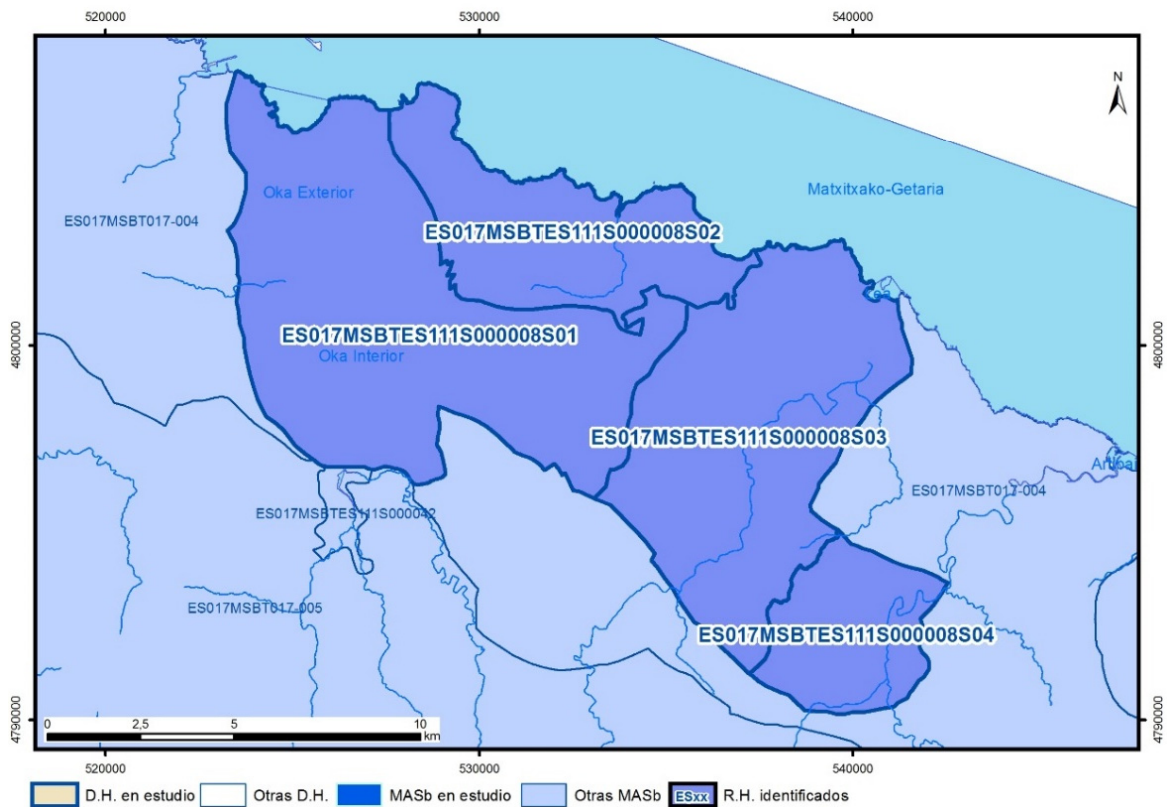 520000 530000 540000
N
Matxitxako-Getaria
Oka Exterior
ES017MSBT017-004
ES017MSBTES111S000008S02
Lea
4800000 4800000
ES017MSBTES111S000008S01
Oka Interior
ES017MSBTES111S000008S03
Artibai
ES017MSBT017-004
ES017MSBTES111S000042
ES017MSBT017-005
ES017MSBTES111S000008S04
4790000 4790000
0 2,5 5 10
km
520000 530000 540000
D.H. en estudio Otras D.H. MASb en estudio Otras MASb ESxx R.H. identificados